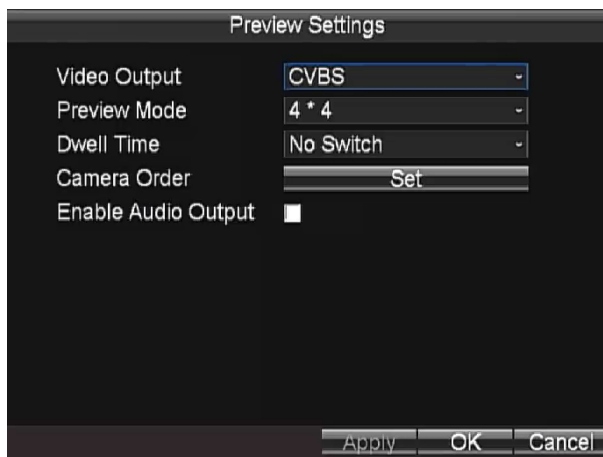 Preview Settings
Video Output CVBS
Preview Mode 4 * 4
Dwell Time No Switch
Camera Order Set
Enable Audio Output
Apply OK Cancel